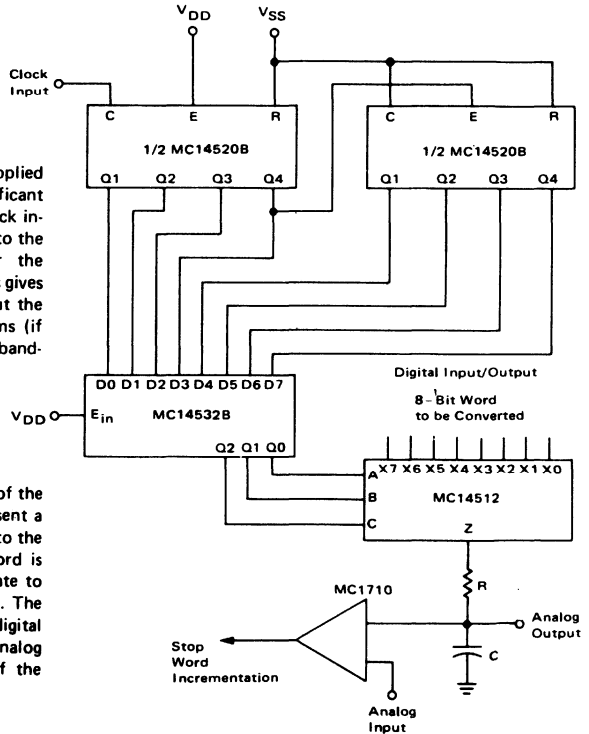 VDD
VSS
Clock
Input
C E R
1/2 MC14520B
Q1 Q2 Q3 Q4
C E R
1/2 MC14520B
Q1 Q2 Q3 Q4
pplied
ficant
ck in-
to the
r the
s gives
ut the
ns (if
band-
D0 D1 D2 D3 D4 D5 D6 D7
VDD
Ein
MC14532B
Q2 Q1 Q0
Digital Input/Output
8-Bit Word
to be Converted
X7 X6 X5 X4 X3 X2 X1 X0
A
B
C
MC14512
Z
of the
sent a
to the
ord is
ate to
. The
digital
nalog
f the
R
MC1710
Analog
Output
C
Stop
Word
Incrementation
Analog
Input